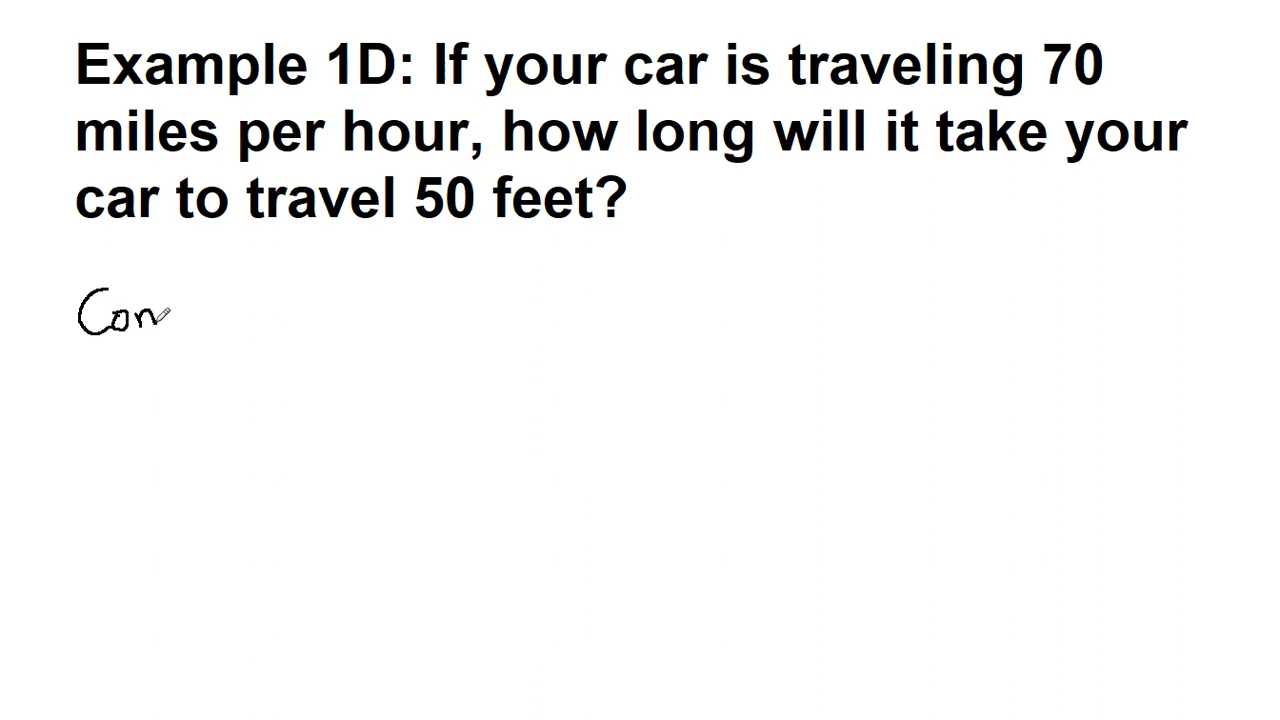 Example 1D: If your car is traveling 70
miles per hour, how long will it take your
car to travel 50 feet?
Con